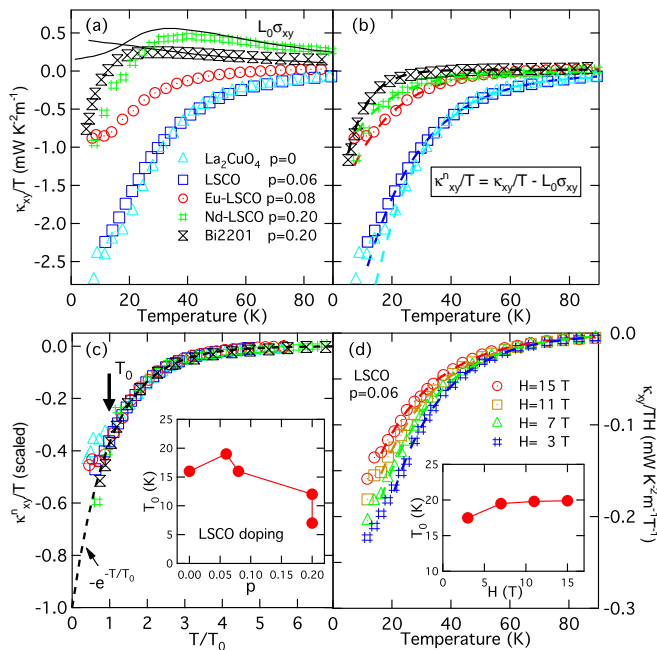 (a)
L₀σxy
κxy/T (mW K⁻²m⁻¹)
0.5
0.0
-0.5
-1.0
-1.5
-2.0
-2.5
La₂CuO₄ p=0
LSCO p=0.06
Eu-LSCO p=0.08
Nd-LSCO p=0.20
Bi2201 p=0.20
0 20 40 60 80
Temperature (K)
(b)
κⁿxy/T = κxy/T - L₀σxy
20 40 60 80
Temperature (K)
(c)
T₀
κⁿxy/T (scaled)
0.0
-0.2
-0.4
-0.6
-0.8
-1.0
-e^-T/T₀
T₀ (K)
25
20
15
10
5
0
LSCO doping
0.00 0.05 0.10 0.15 0.20
p
0 1 2 3 4 5 6 7
T/T₀
(d)
LSCO
p=0.06
H=15 T
H=11 T
H= 7 T
H= 3 T
κxy/TH (mW K⁻²m⁻¹T⁻¹)
0.0
-0.1
-0.2
-0.3
T₀ (K)
25
20
15
10
0 5 10 15
H (T)
0 20 40 60 80
Temperature (K)